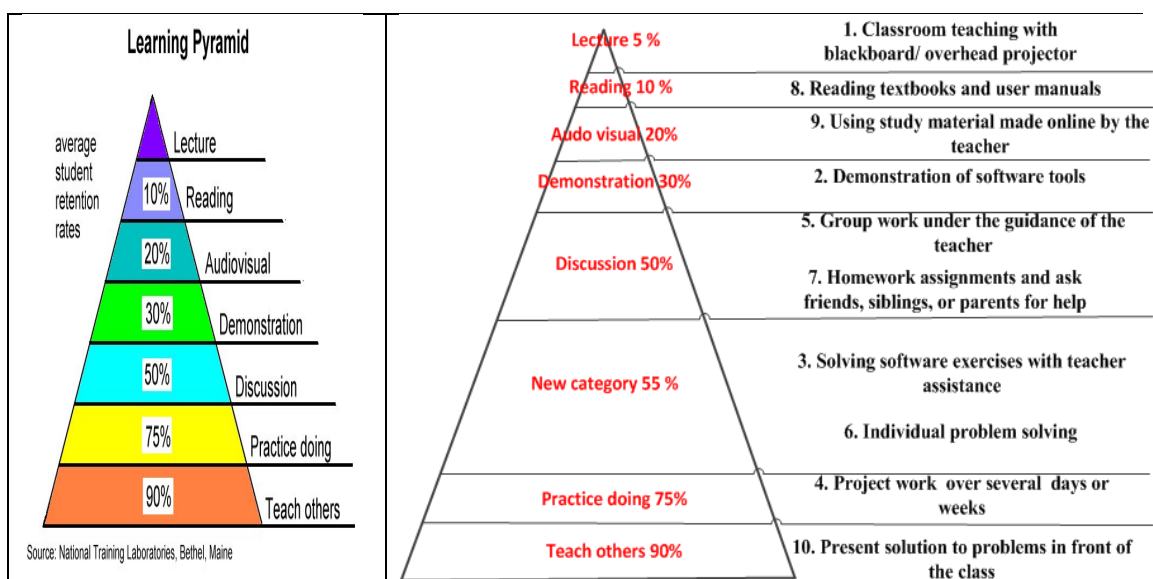 Learning Pyramid
average
student
retention
rates
Lecture
10%
Reading
20%
Audiovisual
30%
Demonstration
50%
Discussion
75%
Practice doing
90%
Teach others
Source: National Training Laboratories, Bethel, Maine
Lecture 5 %
1. Classroom teaching with
blackboard/ overhead projector
Reading 10 %
8. Reading textbooks and user manuals
Audo visual 20%
9. Using study material made online by the
teacher
Demonstration 30%
2. Demonstration of software tools
Discussion 50%
5. Group work under the guidance of the
teacher
7. Homework assignments and ask
friends, siblings, or parents for help
New category 55 %
3. Solving software exercises with teacher
assistance
6. Individual problem solving
Practice doing 75%
4. Project work over several days or
weeks
Teach others 90%
10. Present solution to problems in front of
the class